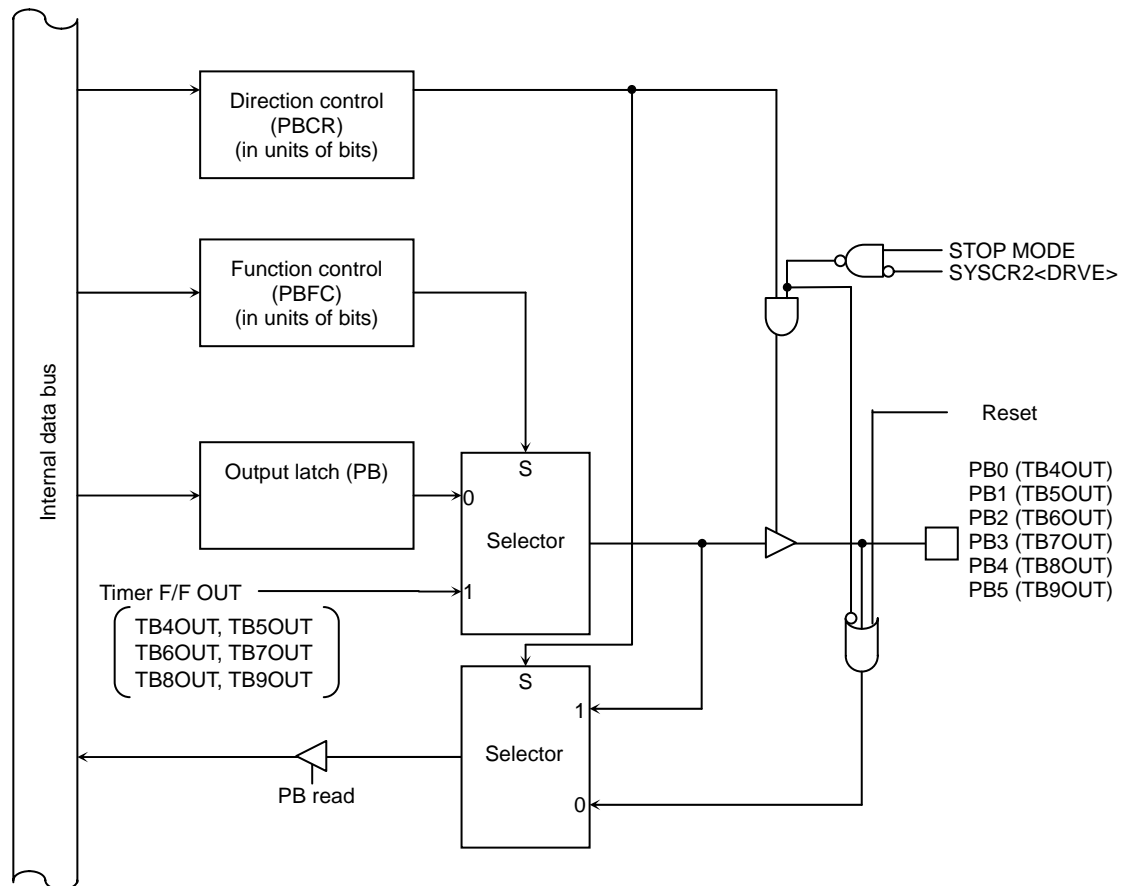 Internal data bus
Direction control
(PBCR)
(in units of bits)
Function control
(PBFC)
(in units of bits)
STOP MODE
SYSCR2<DRVE>
Reset
Output latch (PB)
S
0
Selector
1
PB0 (TB4OUT)
PB1 (TB5OUT)
PB2 (TB6OUT)
PB3 (TB7OUT)
PB4 (TB8OUT)
PB5 (TB9OUT)
Timer F/F OUT
TB4OUT, TB5OUT
TB6OUT, TB7OUT
TB8OUT, TB9OUT
S
1
Selector
0
PB read